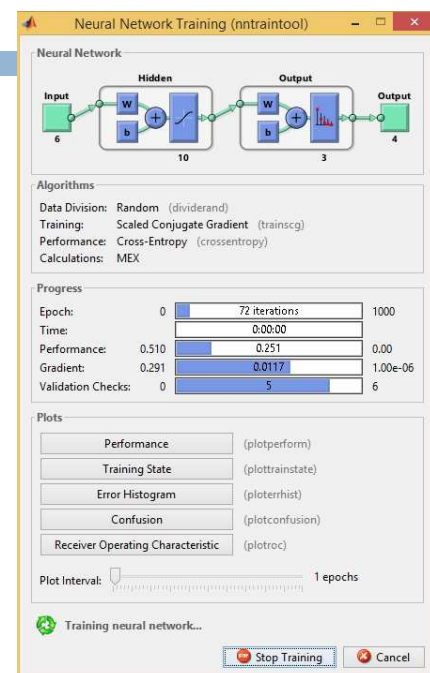 Neural Network Training (nntraintool)
Neural Network
Hidden Output
Input Output
W W
b b
6 10 3 4
Algorithms
Data Division: Random (dividerand)
Training: Scaled Conjugate Gradient (trainscg)
Performance: Cross-Entropy (crossentropy)
Calculations: MEX
Progress
Epoch: 0 72 iterations 1000
Time: 0:00:00
Performance: 0.510 0.251 0.00
Gradient: 0.291 0.0117 1.00e-06
Validation Checks: 0 5 6
Plots
Performance (plotperform)
Training State (plottrainstate)
Error Histogram (ploterrhist)
Confusion (plotconfusion)
Receiver Operating Characteristic (plotroc)
Plot Interval: 1 epochs
Training neural network...
Stop Training Cancel